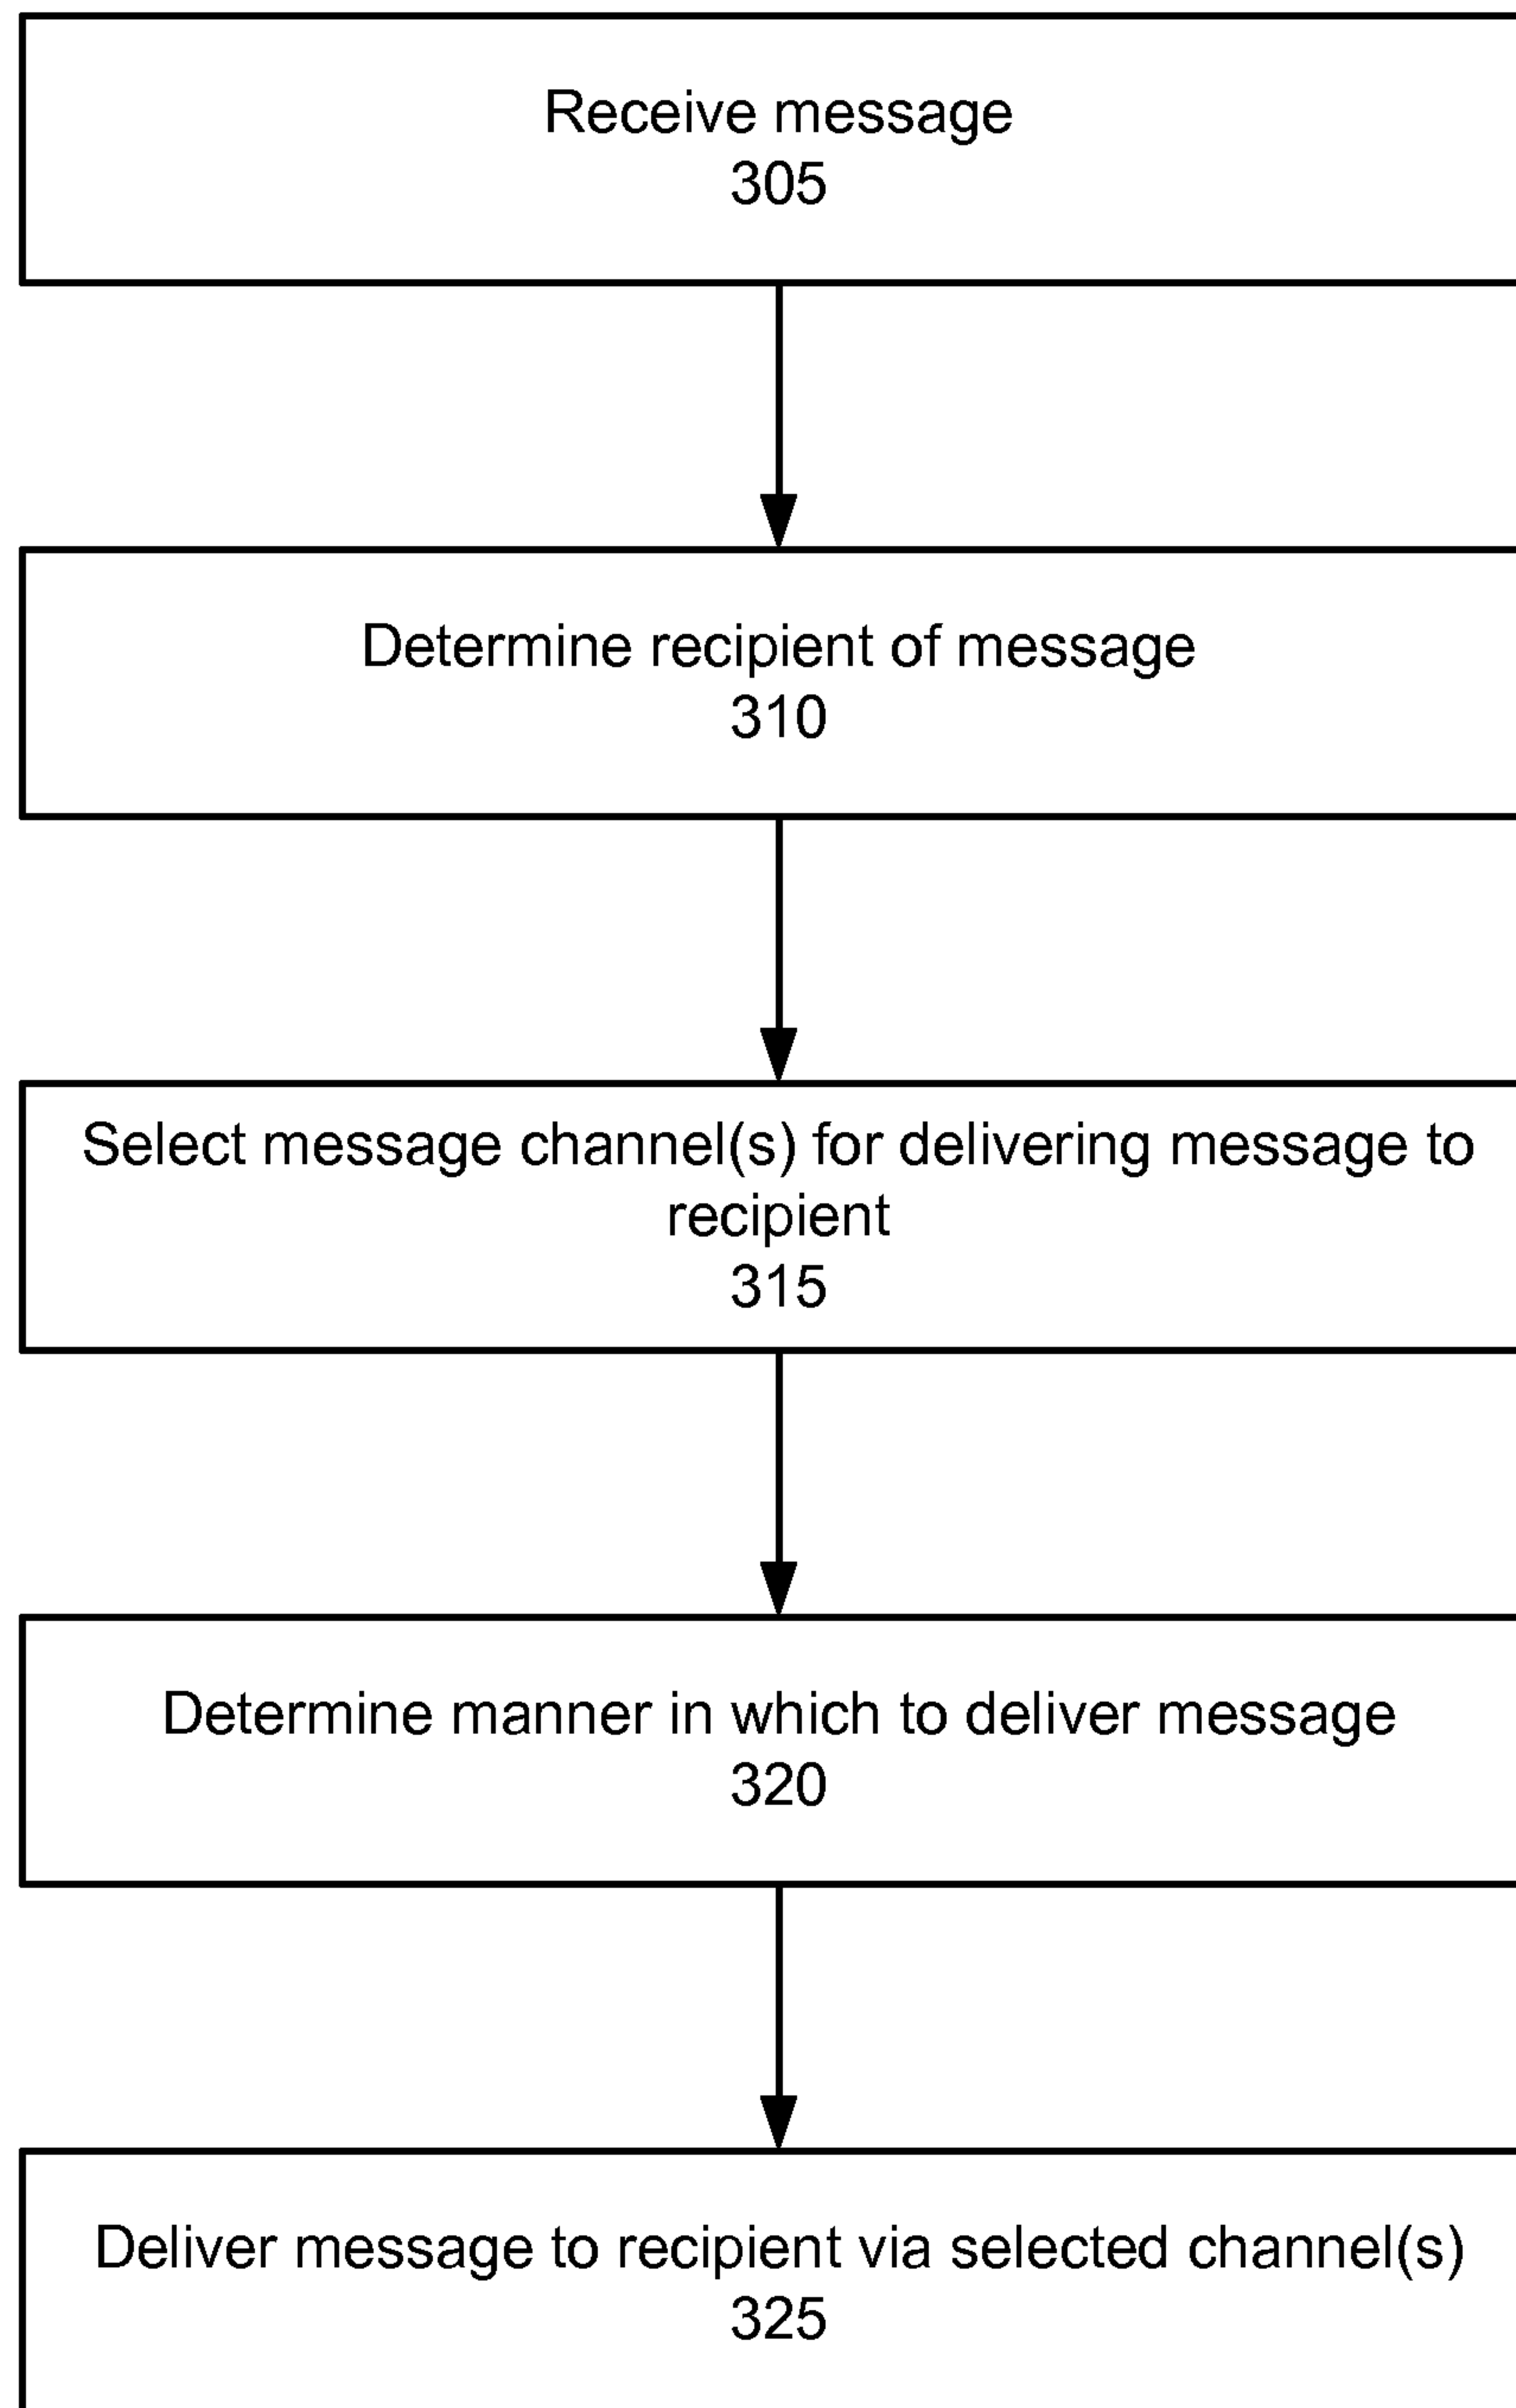 Receive message
305
Determine recipient of message
310
Select message channel(s) for delivering message to
recipient
315
Determine manner in which to deliver message
320
Deliver message to recipient via selected channel(s)
325